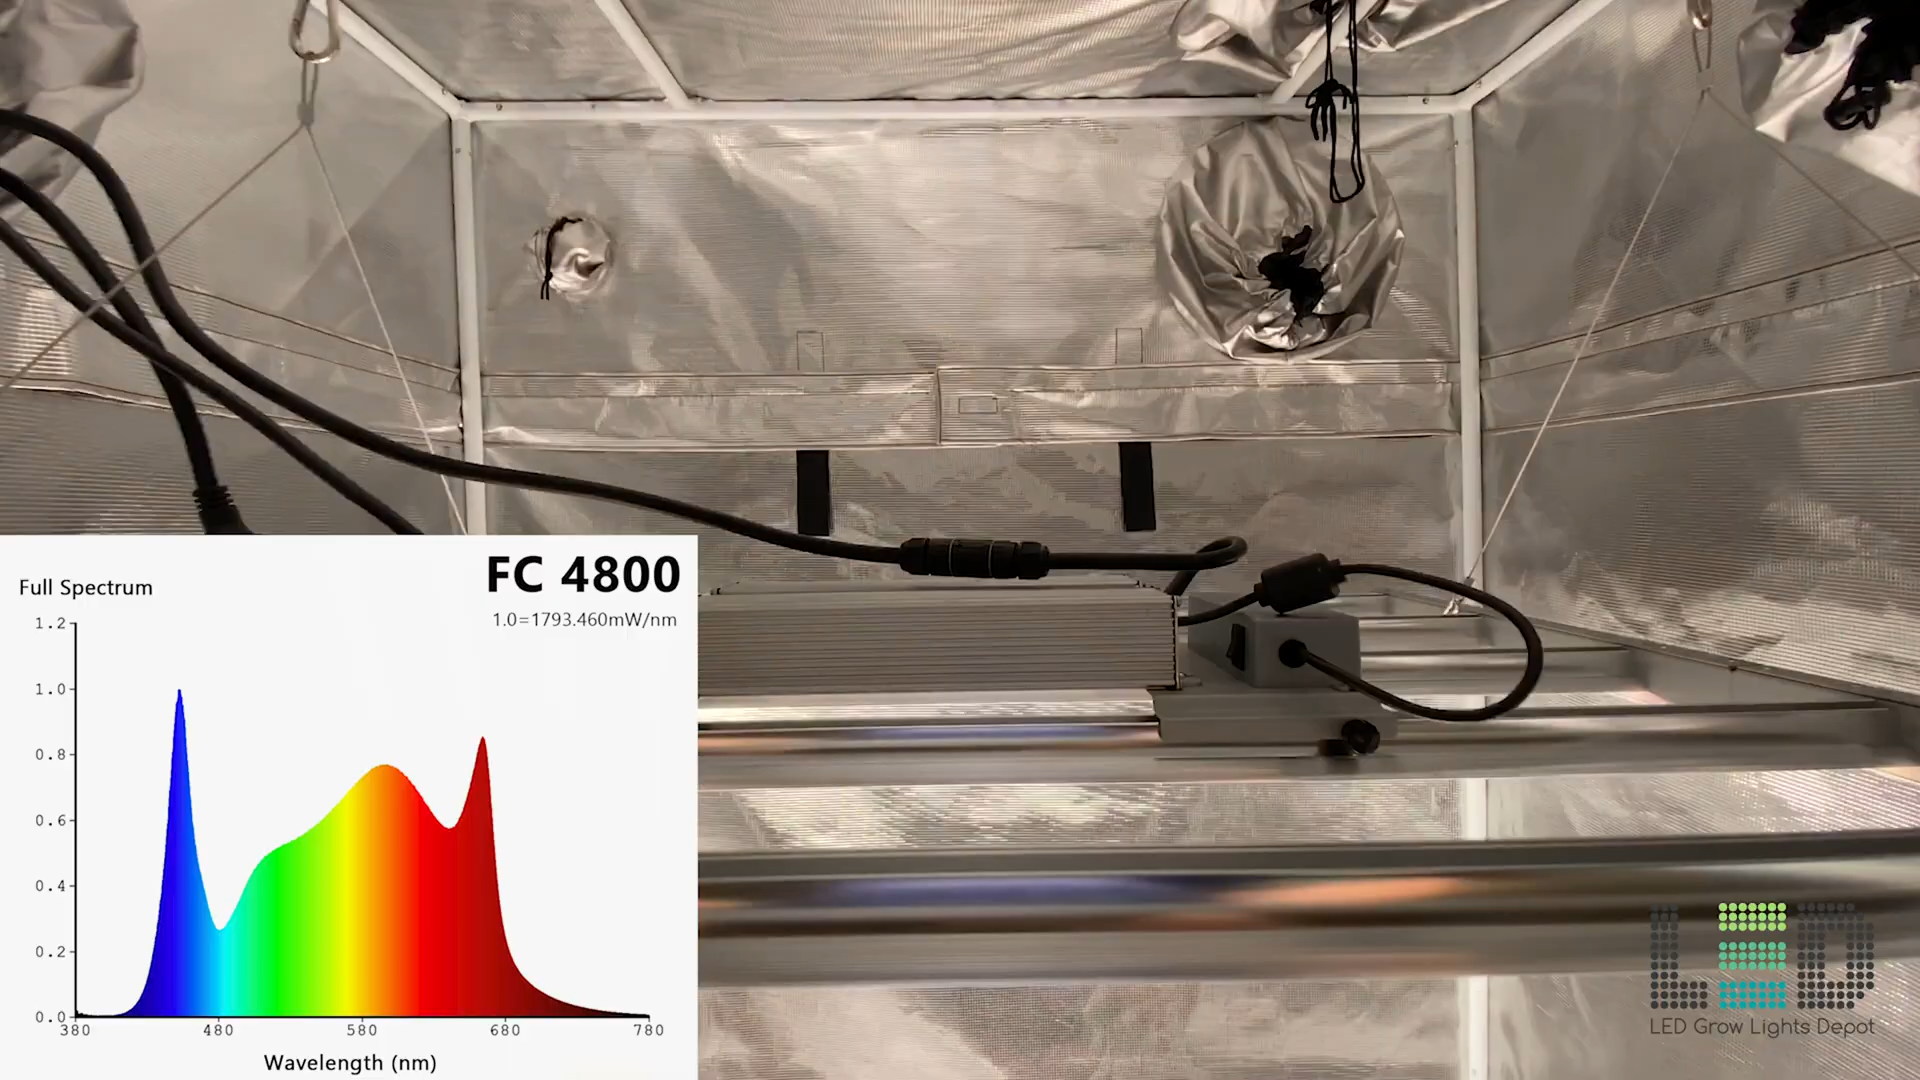 FC 4800
Full Spectrum
1.0=1793.460mW/nm
1.2
1.0
0.8
0.6
0.4
0.2
0.0
380 480 580 680 780
Wavelength (nm)
LED
LED Grow Lights Depot